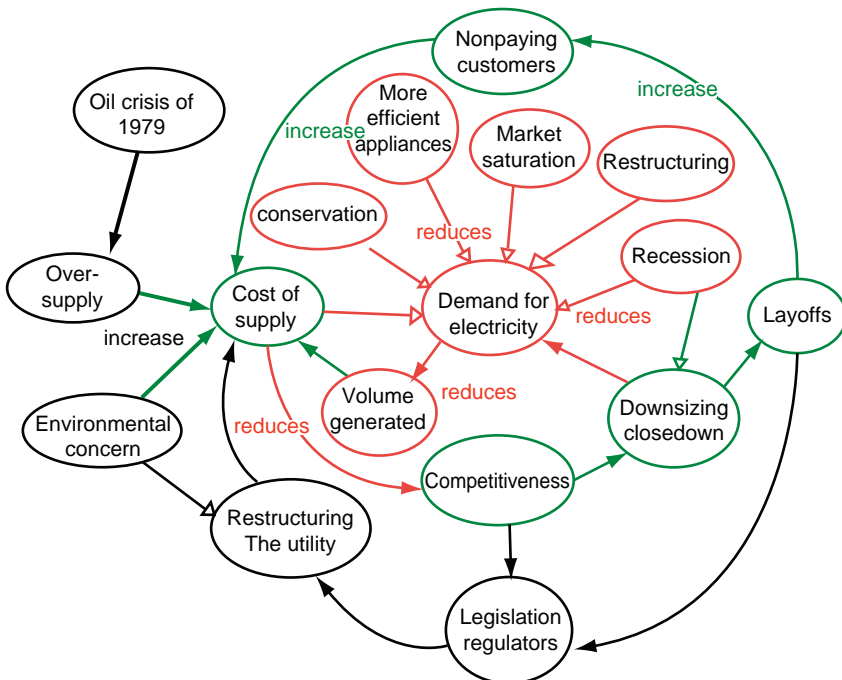 Nonpaying
customers
Oil crisis of
1979
increase
More
efficient
appliances
increase
Market
saturation
Restructuring
conservation
reduces
Recession
Over-
supply
Cost of
supply
Demand for
electricity
reduces
Layoffs
increase
Volume
generated
reduces
Downsizing
closedown
Environmental
concern
reduces
Competitiveness
Restructuring
The utility
Legislation
regulators